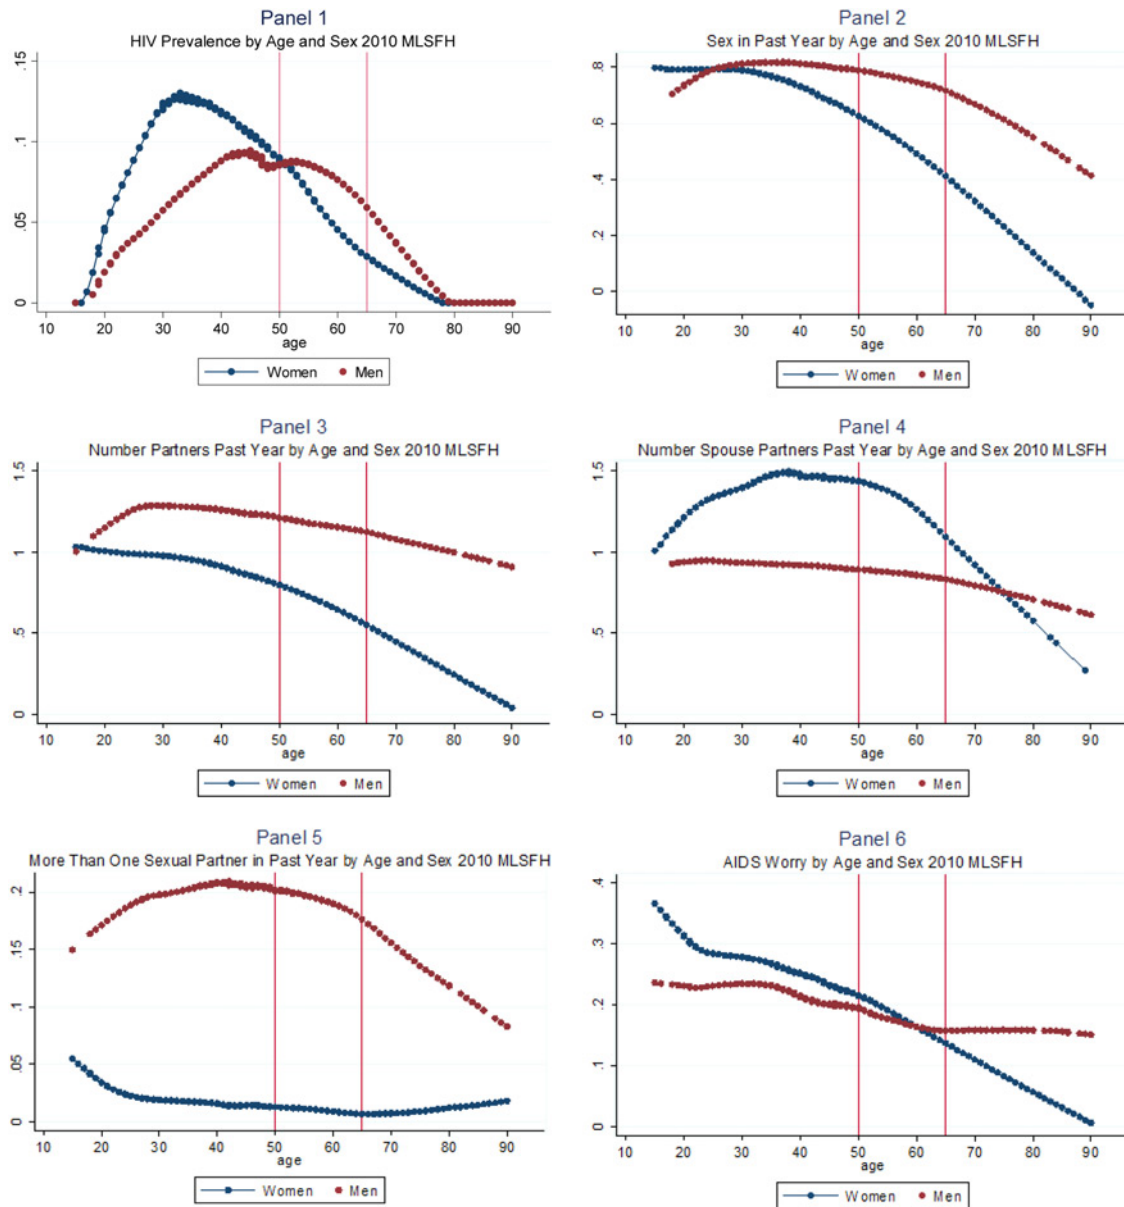 Panel 1
HIV Prevalence by Age and Sex 2010 MLSFH
.15
.1
.05
0
10 20 30 40 50 60 70 80 90
age
Women Men
Panel 2
Sex in Past Year by Age and Sex 2010 MLSFH
.8
.6
.4
.2
0
10 20 30 40 50 60 70 80 90
age
Women Men
Panel 3
Number Partners Past Year by Age and Sex 2010 MLSFH
1.5
1
.5
0
10 20 30 40 50 60 70 80 90
age
Women Men
Panel 4
Number Spouse Partners Past Year by Age and Sex 2010 MLSFH
1.5
1
.5
0
10 20 30 40 50 60 70 80 90
age
Women Men
Panel 5
More Than One Sexual Partner in Past Year by Age and Sex 2010 MLSFH
.2
.15
.1
.05
0
10 20 30 40 50 60 70 80 90
age
Women Men
Panel 6
AIDS Worry by Age and Sex 2010 MLSFH
.4
.3
.2
.1
0
10 20 30 40 50 60 70 80 90
age
Women Men